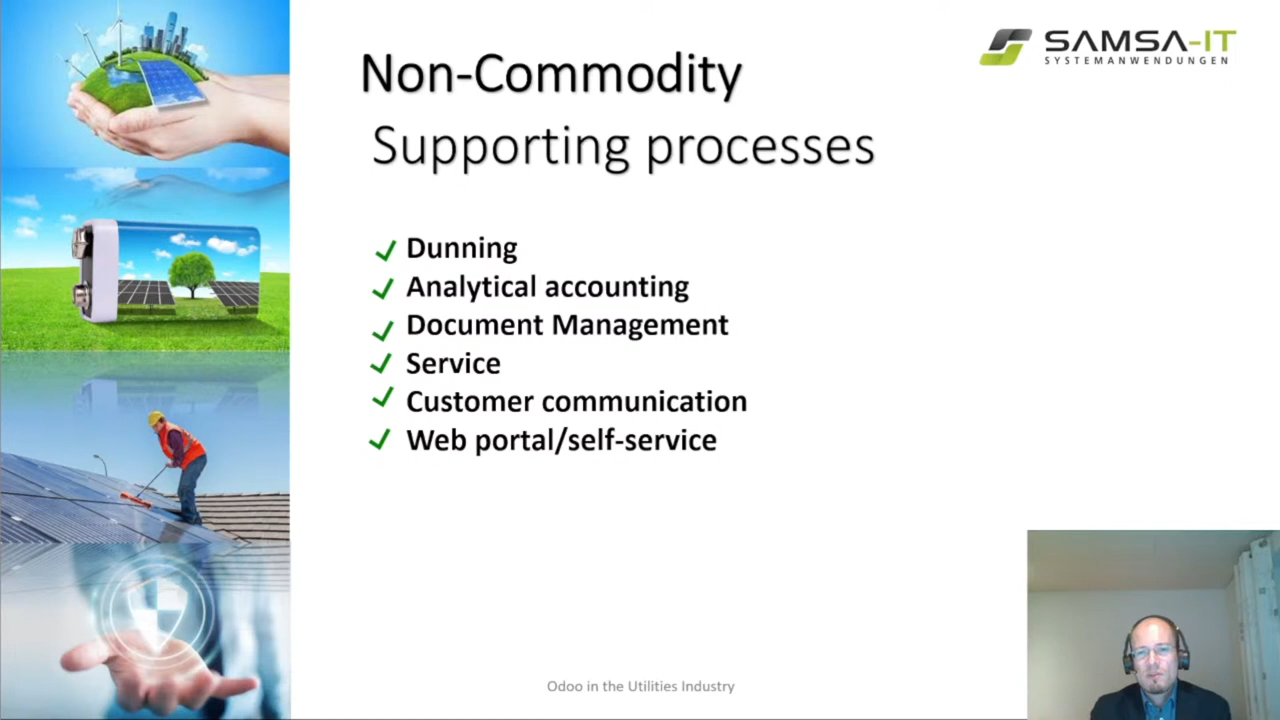 Non-Commodity
SAMSA-IT
SYSTEMANWENDUNGEN
Supporting processes
Dunning
Analytical accounting
Document Management
Service
Customer communication
Web portal/self-service
Odoo in the Utilities Industry